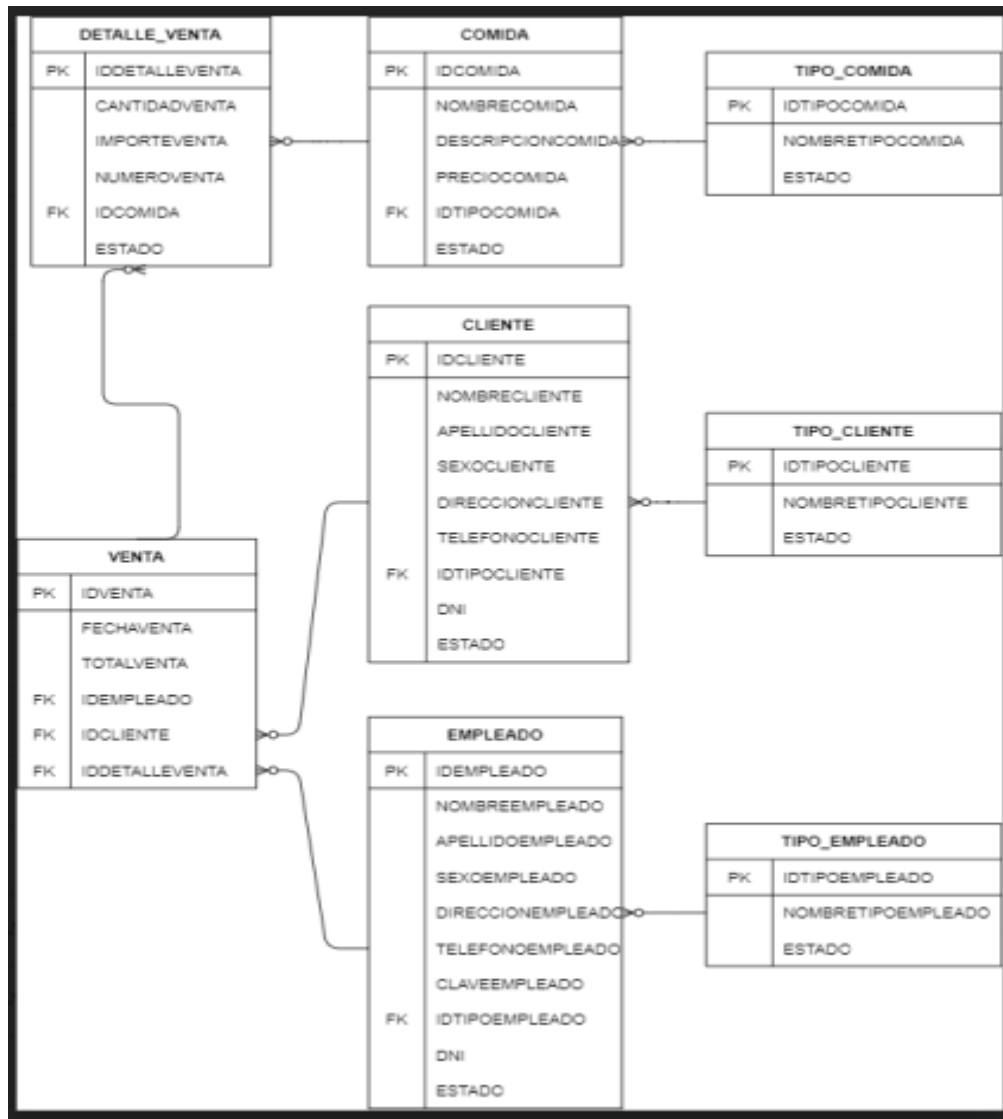 DETALLE_VENTA
PK IDDETALLEVENTA
CANTIDADVENTA
IMPORTEVENTA
NUMEROVENTA
FK IDCOMIDA
ESTADO
COMIDA
PK IDCOMIDA
NOMBRECOMIDA
DESCRIPCIONCOMIDA
PRECIOCOMIDA
FK IDTIPOCOMIDA
ESTADO
TIPO_COMIDA
PK IDTIPOCOMIDA
NOMBRETIPOCOMIDA
ESTADO
CLIENTE
PK IDCLIENTE
NOMBRECLIENTE
APELLIDOCLIENTE
SEXOCLIENTE
DIRECCIONCLIENTE
TELEFONOCLIENTE
FK IDTIPOCLIENTE
DNI
ESTADO
TIPO_CLIENTE
PK IDTIPOCLIENTE
NOMBRETIPOCLIENTE
ESTADO
VENTA
PK IDVENTA
FECHAVENTA
TOTALVENTA
FK IDEMPLEADO
FK IDCLIENTE
FK IDDETALLEVENTA
EMPLEADO
PK IDEMPLEADO
NOMBREEMPLEADO
APELLIDOEMPLEADO
SEXOEMPLEADO
DIRECCIONEMPLEADO
TELEFONOEMPLEADO
CLAVEEMPLEADO
FK IDTIPOEMPLEADO
DNI
ESTADO
TIPO_EMPLEADO
PK IDTIPOEMPLEADO
NOMBRETIPOEMPLEADO
ESTADO